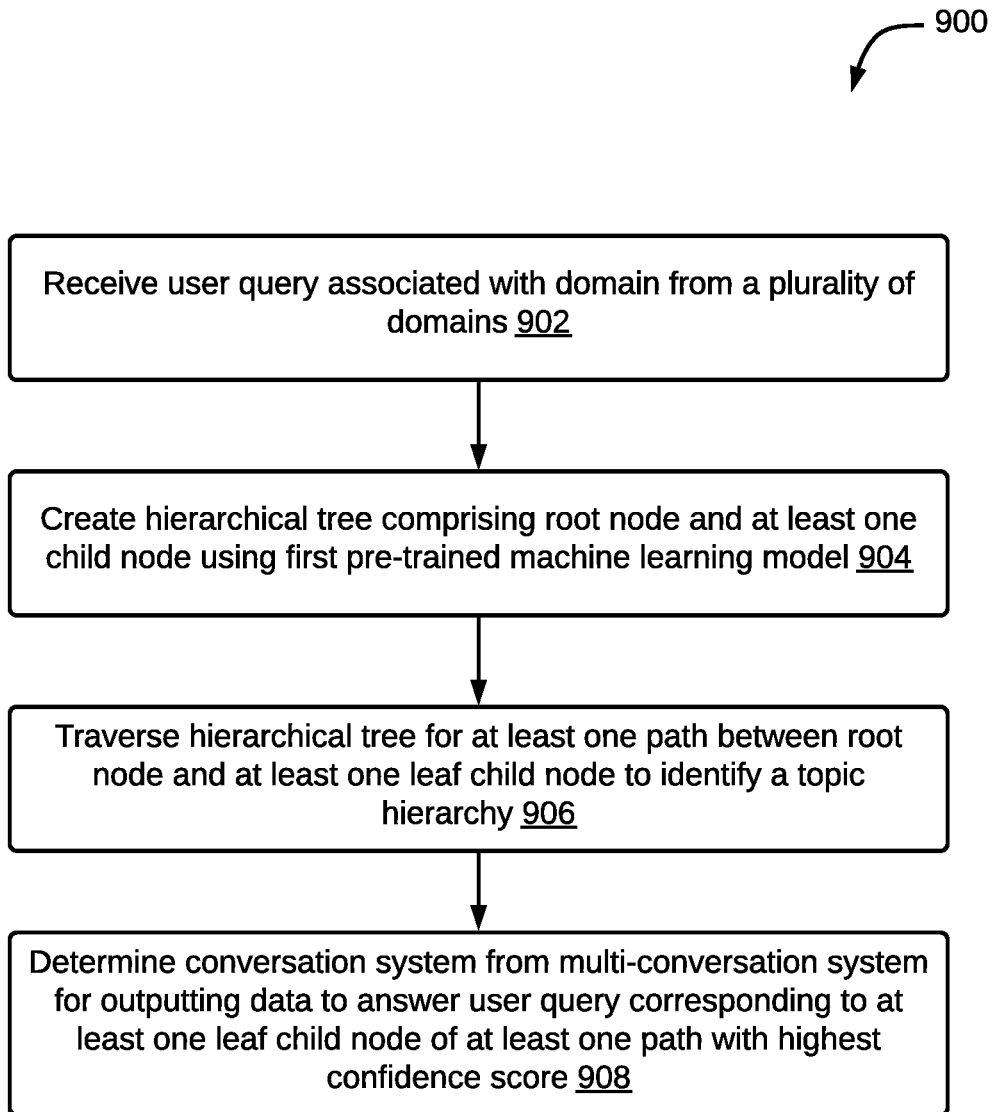 900
Receive user query associated with domain from a plurality of
domains 902
Create hierarchical tree comprising root node and at least one
child node using first pre-trained machine learning model 904
Traverse hierarchical tree for at least one path between root
node and at least one leaf child node to identify a topic
hierarchy 906
Determine conversation system from multi-conversation system
for outputting data to answer user query corresponding to at
least one leaf child node of at least one path with highest
confidence score 908